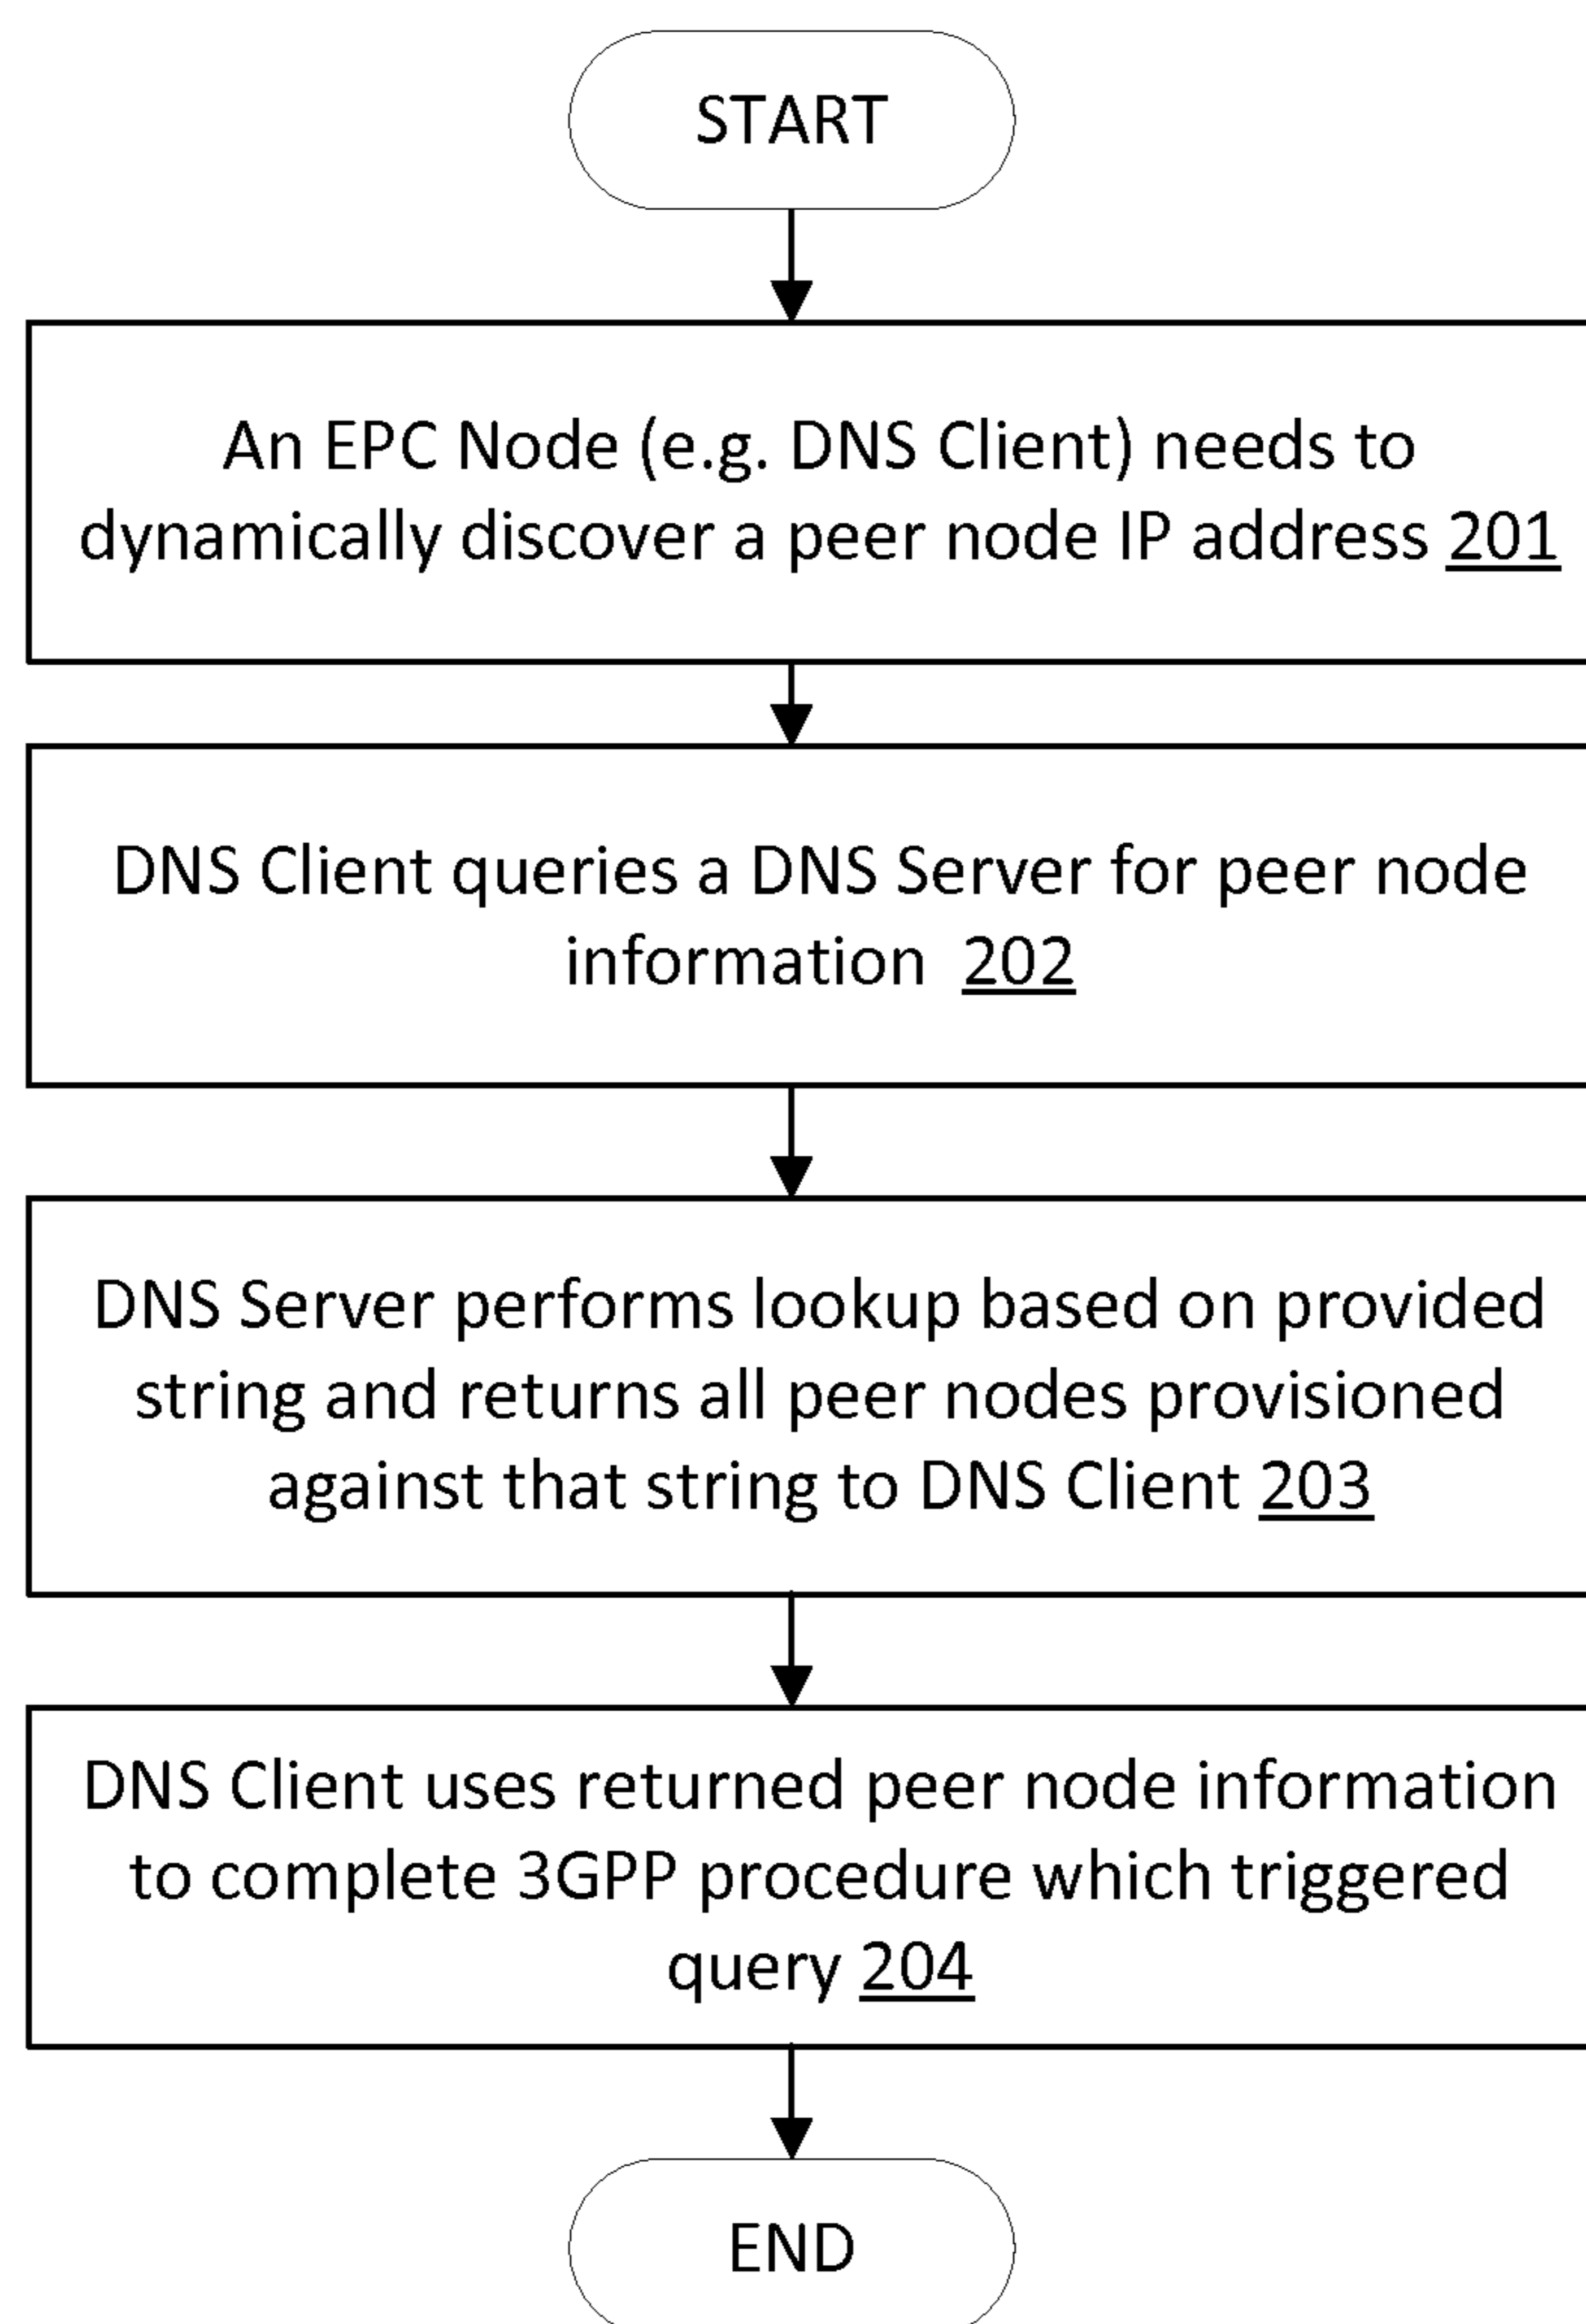 START
An EPC Node (e.g. DNS Client) needs to
dynamically discover a peer node IP address 201
DNS Client queries a DNS Server for peer node
information 202
DNS Server performs lookup based on provided
string and returns all peer nodes provisioned
against that string to DNS Client 203
DNS Client uses returned peer node information
to complete 3GPP procedure which triggered
query 204
END